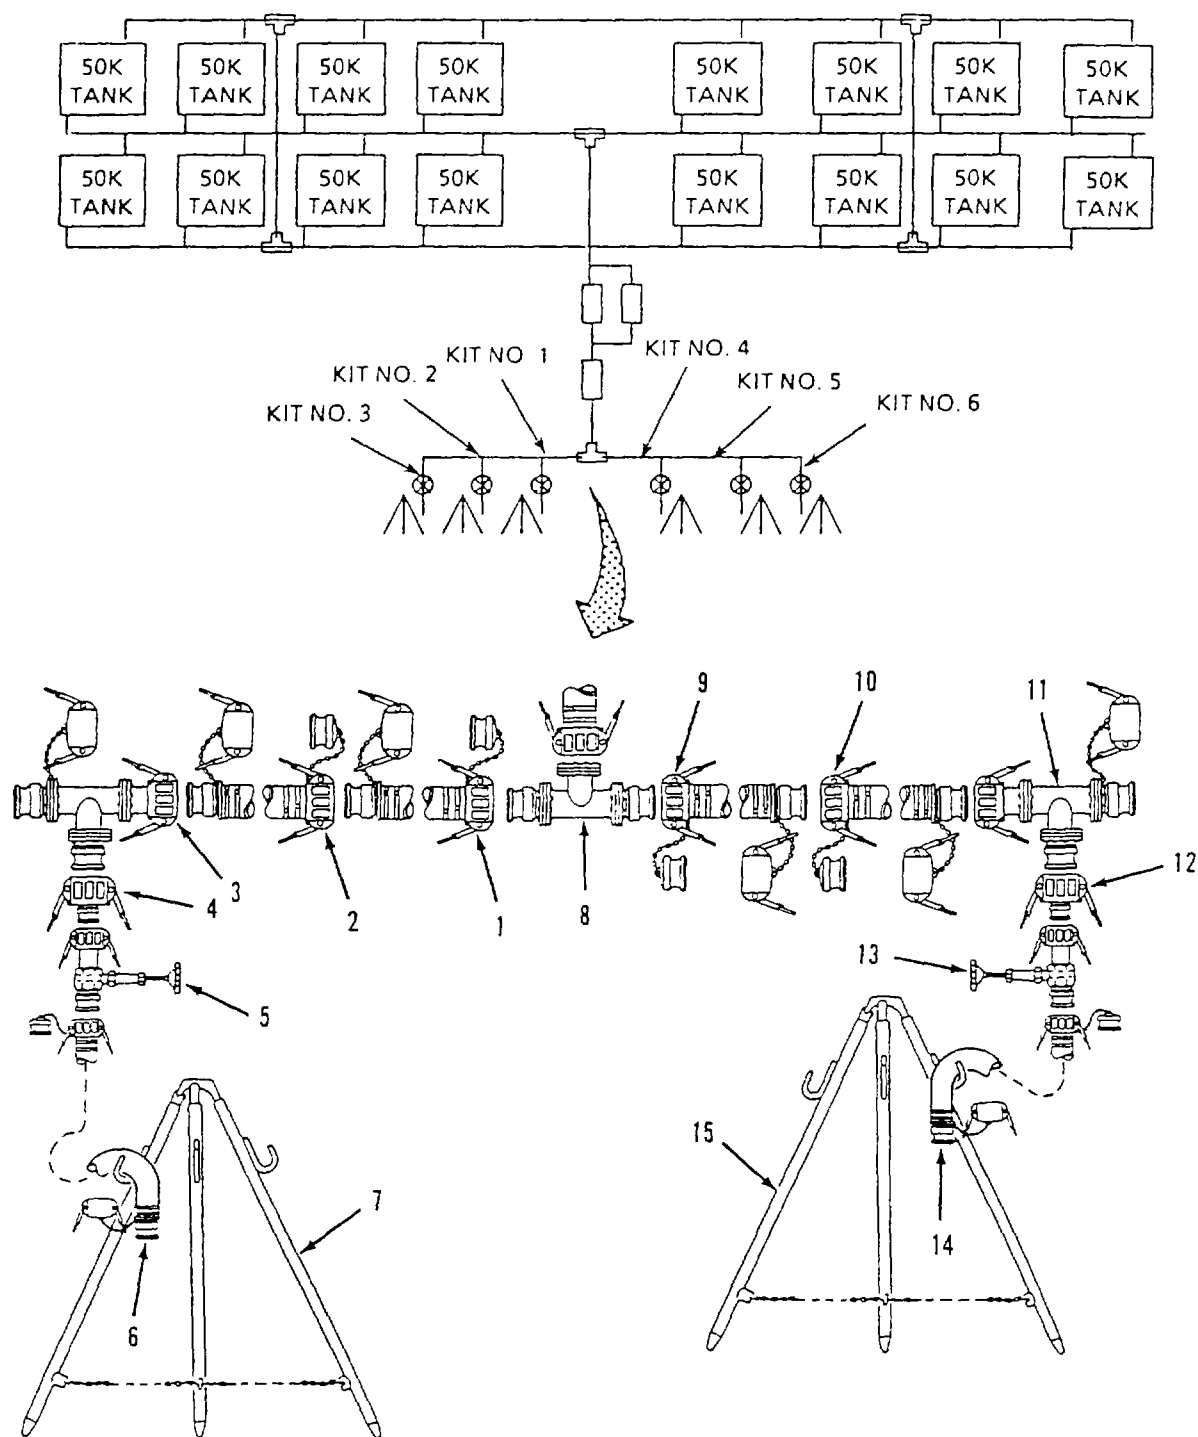 50K 50K 50K 50K 50K 50K 50K 50K
TANK TANK TANK TANK TANK TANK TANK TANK
50K 50K 50K 50K 50K 50K 50K 50K
TANK TANK TANK TANK TANK TANK TANK TANK
KIT NO. 4
KIT NO 1
KIT NO. 2
KIT NO. 5
KIT NO. 3
KIT NO. 6
9
10
11
3
4
2
1
8
12
5
13
7
15
6
14